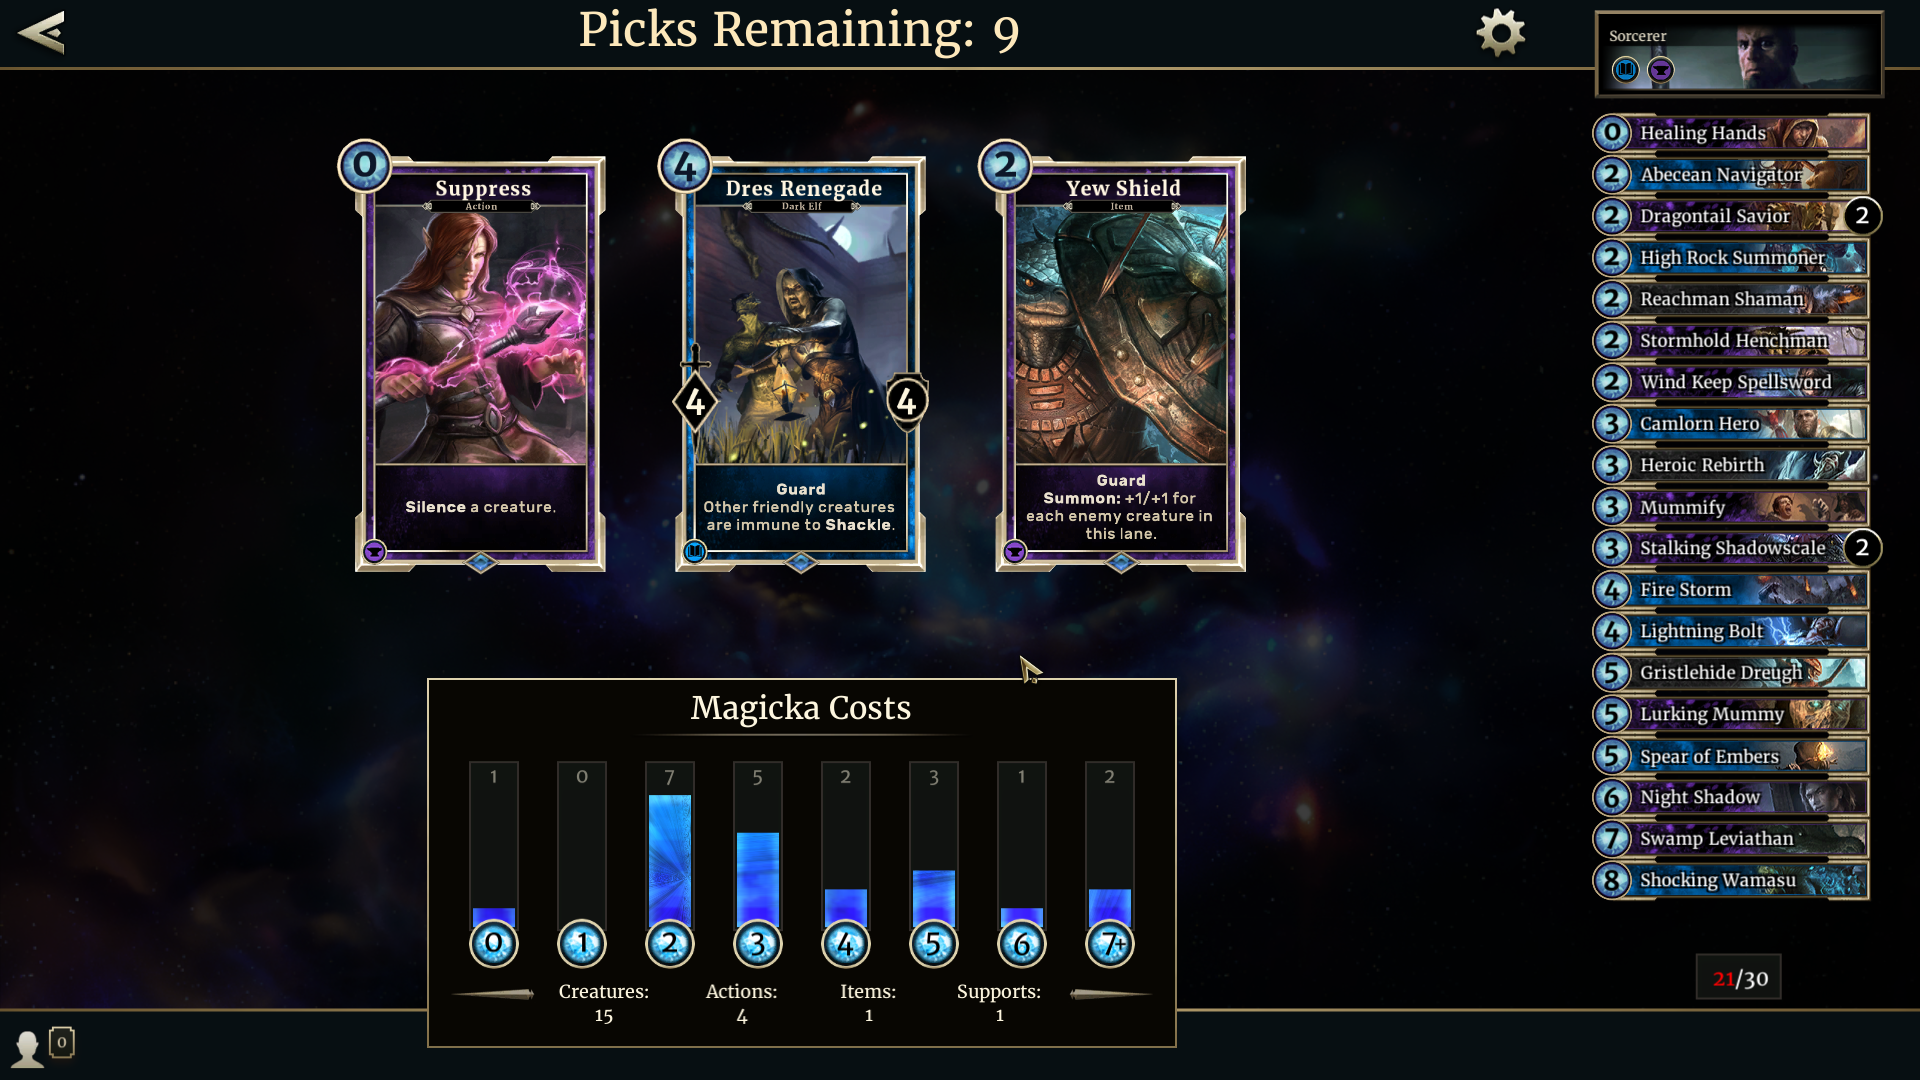 Picks Remaining: 9
Sorcerer
0
Suppress
Action
Silence a creature.
4
Dres Renegade
Dark Elf
4
4
Guard
Other friendly creatures
are immune to Shackle.
2
Yew Shield
Item
Guard
Summon: +1/+1 for
each enemy creature in
this lane.
0 Healing Hands
2 Abecean Navigator
2 Dragontail Savior 2
2 High Rock Summoner
2 Reachman Shaman
2 Stormhold Henchman
2 Wind Keep Spellsword
3 Camlorn Hero
3 Heroic Rebirth
3 Mummify
3 Stalking Shadowscale 2
4 Fire Storm
4 Lightning Bolt
5 Gristlehide Dreugh
5 Lurking Mummy
5 Spear of Embers
6 Night Shadow
7 Swamp Leviathan
8 Shocking Wamasu
21/30
Magicka Costs
1 0 7 5 2 3 1 2
0 1 2 3 4 5 6 7+
Creatures: Actions: Items: Supports:
15 4 1 1
0